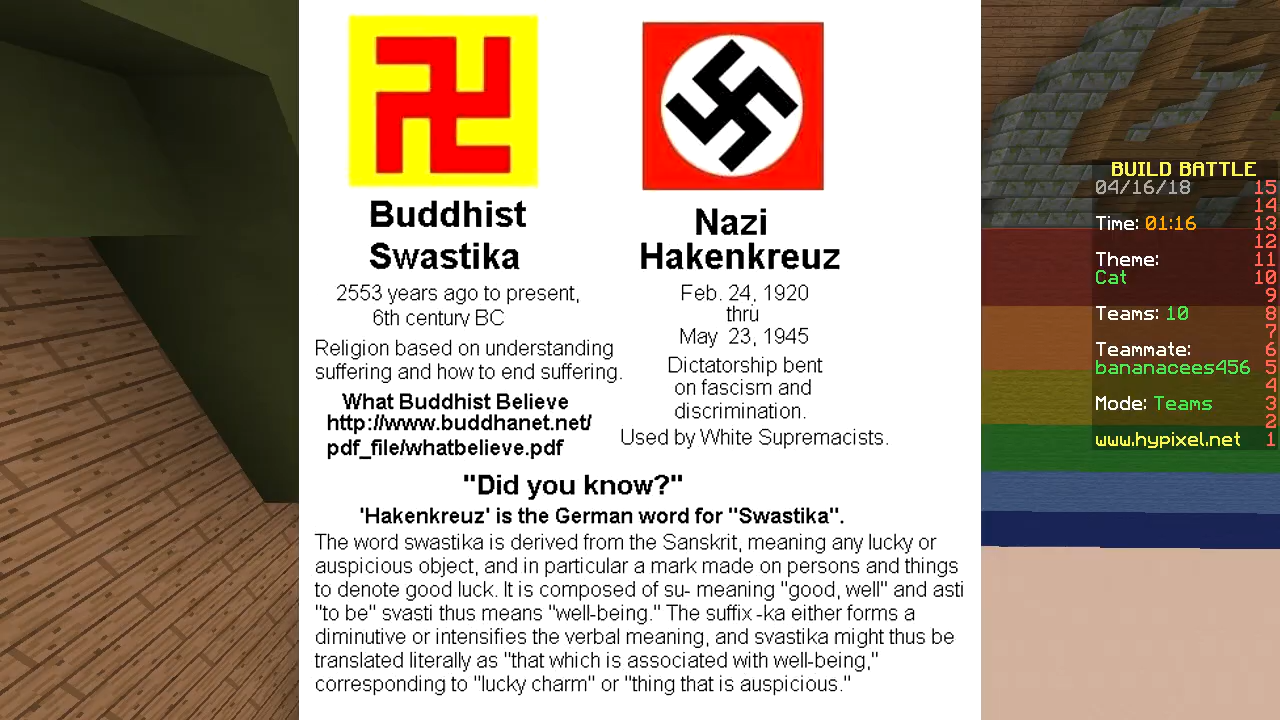 Buddhist
Swastika
2553 years ago to present,
6th century BC
Religion based on understanding
suffering and how to end suffering.
What Buddhist Believe
http://www.buddhanet.net/
pdf_file/whatbelieve.pdf
Nazi
Hakenkreuz
Feb. 24, 1920
thru
May 23, 1945
Dictatorship bent
on fascism and
discrimination.
Used by White Supremacists.
"Did you know?"
'Hakenkreuz' is the German word for "Swastika".
The word swastika is derived from the Sanskrit, meaning any lucky or
auspicious object, and in particular a mark made on persons and things
to denote good luck. It is composed of su- meaning "good, well" and asti
"to be" svasti thus means "well-being." The suffix -ka either forms a
diminutive or intensifies the verbal meaning, and svastika might thus be
translated literally as "that which is associated with well-being,"
corresponding to "lucky charm" or "thing that is auspicious."
BUILD BATTLE
04/16/18 15
14
Time: 01:16 13
12
Theme: 11
Cat 10
9
Teams: 10 8
7
Teammate: 6
bananacees456 5
4
Mode: Teams 3
2
www.hypixel.net 1